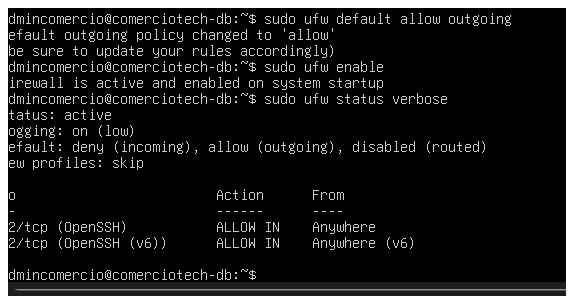 dmincomercio@comerciotech-db:~$ sudo ufw default allow outgoing
efault outgoing policy changed to 'allow'
be sure to update your rules accordingly)
dmincomercio@comerciotech-db:~$ sudo ufw enable
irewall is active and enabled on system startup
dmincomercio@comerciotech-db:~$ sudo ufw status verbose
tatus: active
ogging: on (low)
efault: deny (incoming), allow (outgoing), disabled (routed)
ew profiles: skip
o                          Action      From
-                          ------      ----
2/tcp (OpenSSH)            ALLOW IN    Anywhere
2/tcp (OpenSSH (v6))       ALLOW IN    Anywhere (v6)
dmincomercio@comerciotech-db:~$